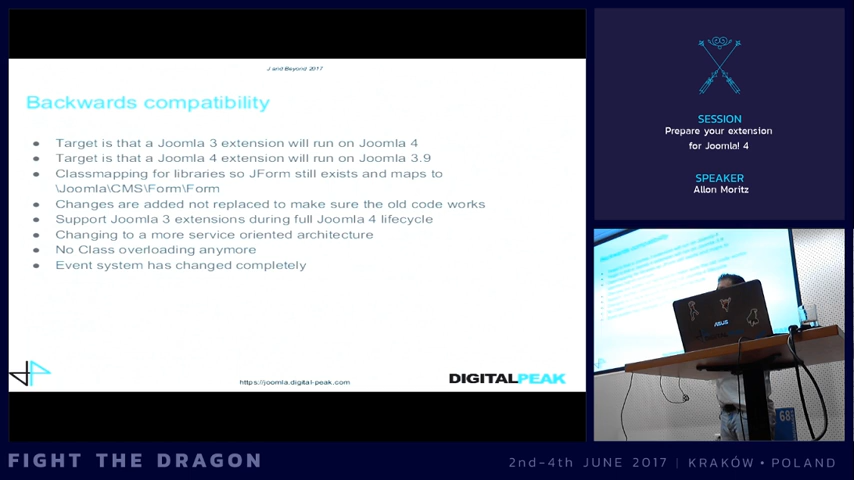 J and Beyond 2017
Backwards compatibility
Target is that a Joomla 3 extension will run on Joomla 4
Target is that a Joomla 4 extension will run on Joomla 3.9
Classmapping for libraries so JForm still exists and maps to
\Joomla\CMS\Form\Form
Changes are added not replaced to make sure the old code works
Support Joomla 3 extensions during full Joomla 4 lifecycle
Changing to a more service oriented architecture
No Class overloading anymore
Event system has changed completely
https://joomla.digital-peak.com
DIGITALPEAK
SESSION
Prepare your extension
for Joomla! 4
SPEAKER
Allon Moritz
ASUS
68
FIGHT THE DRAGON
2nd-4th JUNE 2017 | KRAKÓW • POLAND